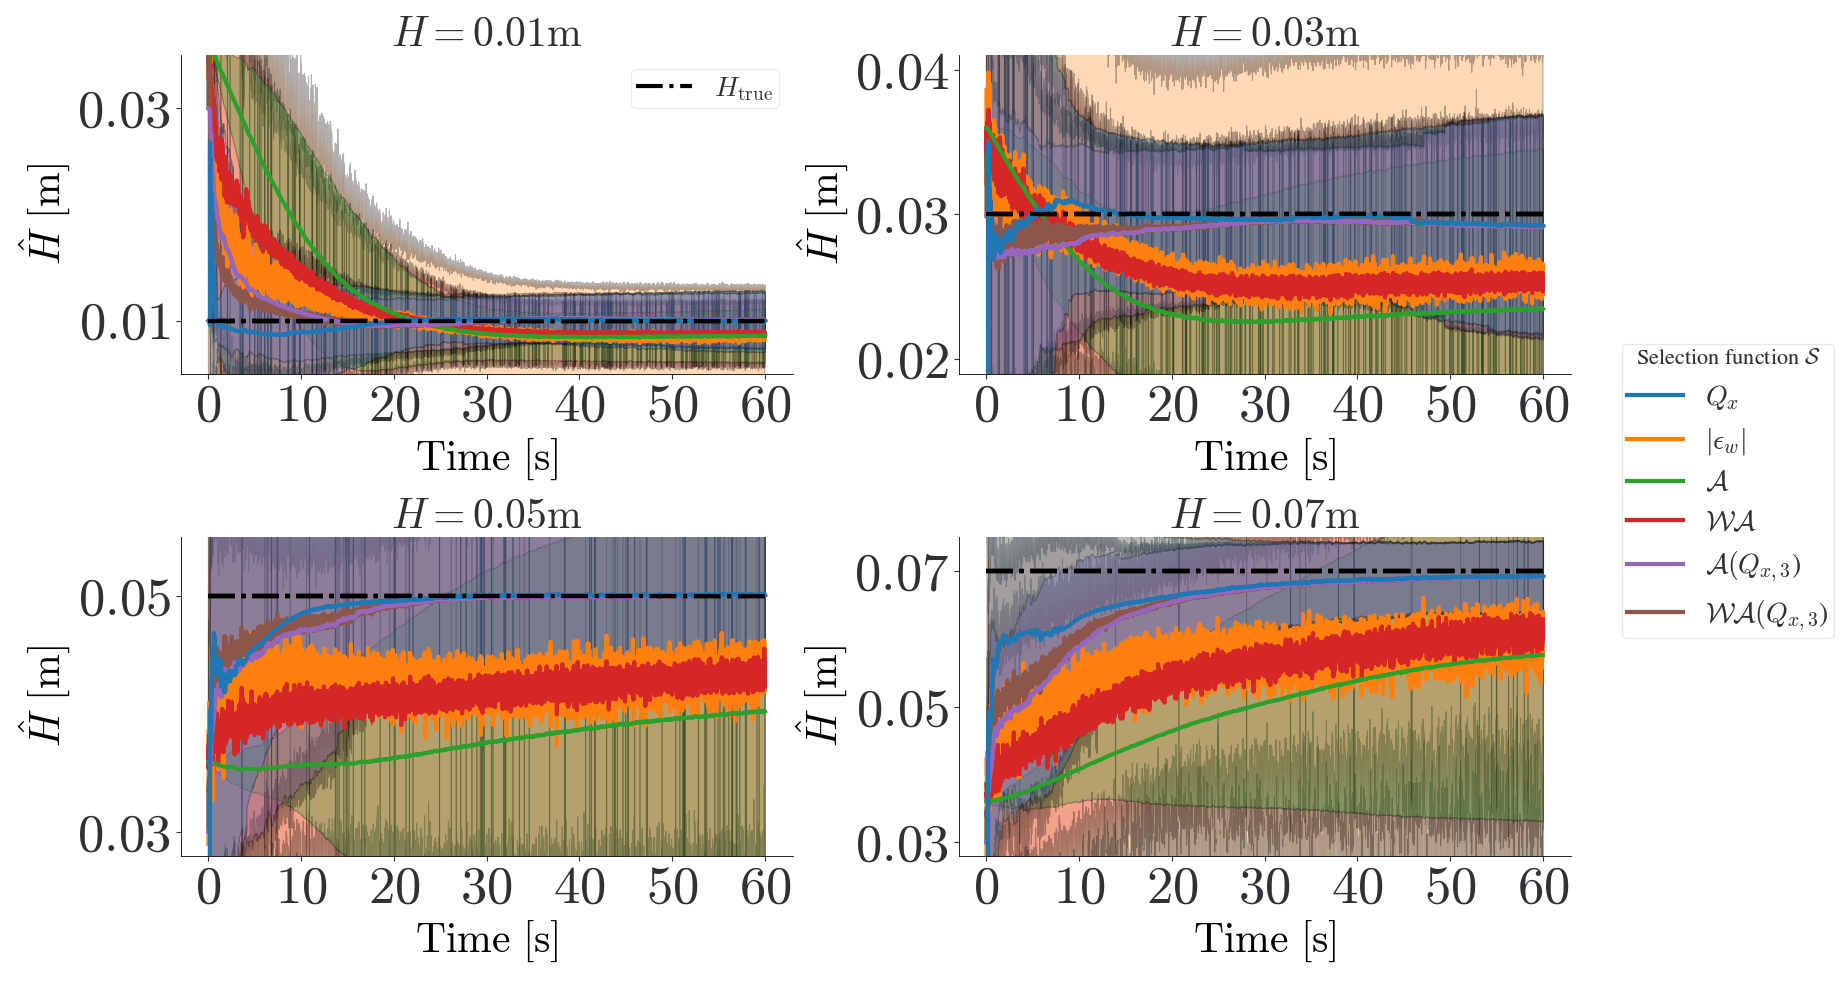 H = 0.01m
H = 0.03m
0.03
0.01
Ĥ [m]
H_true
0 10 20 30 40 50 60
Time [s]
0.04
0.03
0.02
Ĥ [m]
0 10 20 30 40 50 60
Time [s]
H = 0.05m
H = 0.07m
0.05
0.03
Ĥ [m]
0 10 20 30 40 50 60
Time [s]
0.07
0.05
0.03
Ĥ [m]
0 10 20 30 40 50 60
Time [s]
Selection function 𝒮
Q_x
|ϵ_w|
𝒜
𝒲𝒜
𝒜(Q_{x,3})
𝒲𝒜(Q_{x,3})